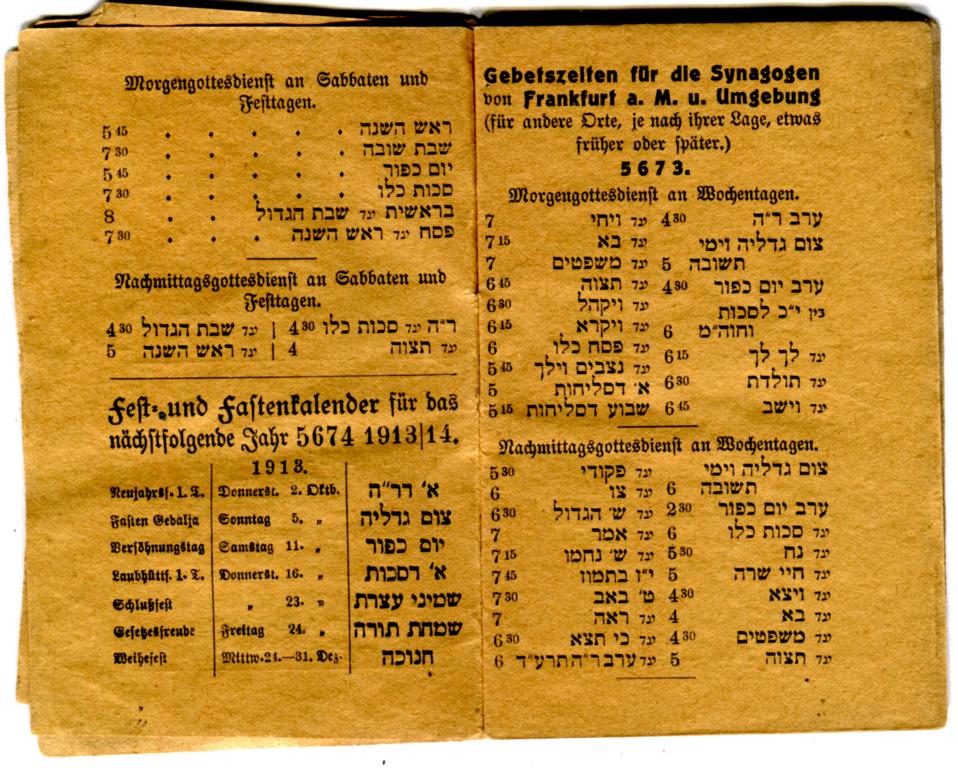 Morgengottesdienst an Sabbaten und
Festtagen.
ראש השנה . . . . . 5 45
שבת שובה . . . . . 7 30
יום כפור . . . . . 5 45
סכות כלו . . . . . 7 30
בראשית עד שבת הגדול . . 8
פסח עד ראש השנה . . . 7 30
Nachmittagsgottesdienst an Sabbaten und
Festtagen.
ר״ה עד סכות כלו 4 30 | עד שבת הגדול 4 30
עד תצוה 4 | עד ראש השנה 5
Fest- und Fastenkalender für das
nächstfolgende Jahr 5674 1913|14.
1913.
Neujahrsf. 1. T. Donnerst. 2. Oktb. א׳ דר״ה
Fasten Gedalja Sonntag 5. „ צום גדליה
Versöhnungstag Samstag 11. „ יום כפור
Laubhüttf. 1. T. Donnerst. 16. „ א׳ דסכות
Schlußfest „ 23. „ שמיני עצרת
Gesetzesfreude Freitag 24. „ שמחת תורה
Weihefest Mittw. 24.—31. Dez. חנוכה
Gebetszeiten für die Synagogen
von Frankfurt a. M. u. Umgebung
(für andere Orte, je nach ihrer Lage, etwas
früher oder später.)
5673.
Morgengottesdienst an Wochentagen.
ערב ר״ה 4 30 עד ויחי 7
צום גדליה וימי עד בא 7 15
תשובה 5 עד משפטים 7
ערב יום כפור 4 30 עד תצוה 6 45
בין י״כ לסכות עד ויקהל 6 30
וחוה״מ 6 עד ויקרא 6 15
עד לך לך 6 15 עד פסח כלו 6
עד תולדת 6 30 עד נצבים וילך 5 45
א׳ דסליחות 5
עד וישב 6 45 שבוע דסליחות 5 15
Nachmittagsgottesdienst an Wochentagen.
צום גדליה וימי עד פקודי 5 30
תשובה 6 עד צו 6
ערב יום כפור 2 30 עד ש׳ הגדול 6 30
עד סכות כלו 6 עד אמר 7
עד נח 5 30 עד ש׳ נחמו 7 15
עד חיי שרה 5 י״ז בתמוז 7 45
עד ויצא 4 30 ט׳ באב 7 30
עד בא 4 עד ראה 7
עד משפטים 4 30 עד כי תצא 6 30
עד תצוה 5 עד ערב ר״ה תרע״ד 6